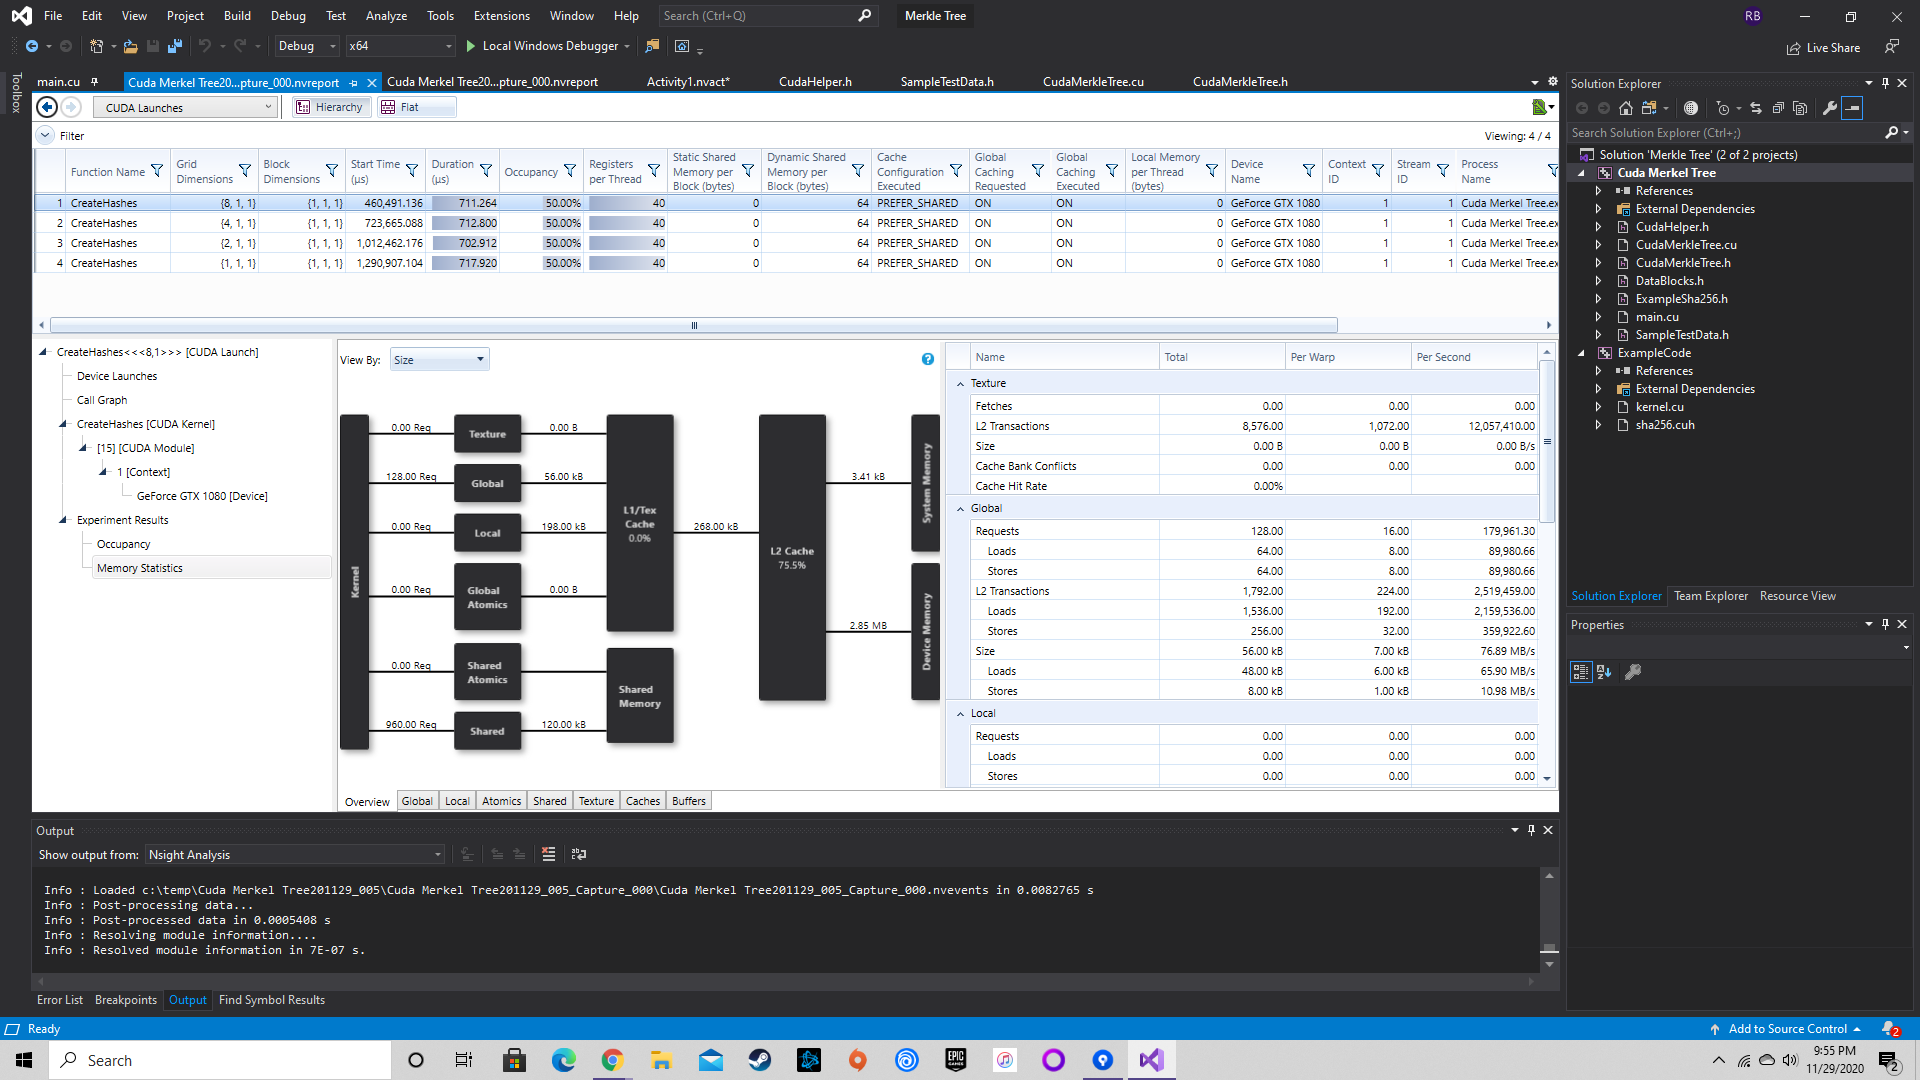 File Edit View Project Build Debug Test Analyze Tools Extensions Window Help Search (Ctrl+Q) Merkle Tree RB
Debug x64 Local Windows Debugger Live Share
Toolbox
main.cu Cuda Merkel Tree20...pture_000.nvreport Cuda Merkel Tree20...pture_000.nvreport Activity1.nvact* CudaHelper.h SampleTestData.h CudaMerkleTree.cu CudaMerkleTree.h
CUDA Launches Hierarchy Flat
Filter Viewing: 4 / 4
Function Name Grid Dimensions Block Dimensions Start Time (µs) Duration (µs) Occupancy Registers per Thread Static Shared Memory per Block (bytes) Dynamic Shared Memory per Block (bytes) Cache Configuration Executed Global Caching Requested Global Caching Executed Local Memory per Thread (bytes) Device Name Context ID Stream ID Process Name
1 CreateHashes {8, 1, 1} {1, 1, 1} 460,491.136 711.264 50.00% 40 0 64 PREFER_SHARED ON ON 0 GeForce GTX 1080 1 1 Cuda Merkel Tree.ex
2 CreateHashes {4, 1, 1} {1, 1, 1} 723,665.088 712.800 50.00% 40 0 64 PREFER_SHARED ON ON 0 GeForce GTX 1080 1 1 Cuda Merkel Tree.ex
3 CreateHashes {2, 1, 1} {1, 1, 1} 1,012,462.176 702.912 50.00% 40 0 64 PREFER_SHARED ON ON 0 GeForce GTX 1080 1 1 Cuda Merkel Tree.ex
4 CreateHashes {1, 1, 1} {1, 1, 1} 1,290,907.104 717.920 50.00% 40 0 64 PREFER_SHARED ON ON 0 GeForce GTX 1080 1 1 Cuda Merkel Tree.ex
CreateHashes<<<8,1>>> [CUDA Launch]
Device Launches
Call Graph
CreateHashes [CUDA Kernel]
[15] [CUDA Module]
1 [Context]
GeForce GTX 1080 [Device]
Experiment Results
Occupancy
Memory Statistics
View By: Size
Kernel
0.00 Req Texture 0.00 B
128.00 Req Global 56.00 kB
0.00 Req Local 198.00 kB
0.00 Req Global Atomics 0.00 B
0.00 Req Shared Atomics
960.00 Req Shared 120.00 kB
L1/Tex Cache 0.0%
Shared Memory
268.00 kB
L2 Cache 75.5%
3.41 kB System Memory
2.85 MB Device Memory
Overview Global Local Atomics Shared Texture Caches Buffers
Name Total Per Warp Per Second
Texture
Fetches 0.00 0.00 0.00
L2 Transactions 8,576.00 1,072.00 12,057,410.00
Size 0.00 B 0.00 B 0.00 B/s
Cache Bank Conflicts 0.00 0.00 0.00
Cache Hit Rate 0.00%
Global
Requests 128.00 16.00 179,961.30
Loads 64.00 8.00 89,980.66
Stores 64.00 8.00 89,980.66
L2 Transactions 1,792.00 224.00 2,519,459.00
Loads 1,536.00 192.00 2,159,536.00
Stores 256.00 32.00 359,922.60
Size 56.00 kB 7.00 kB 76.89 MB/s
Loads 48.00 kB 6.00 kB 65.90 MB/s
Stores 8.00 kB 1.00 kB 10.98 MB/s
Local
Requests 0.00 0.00 0.00
Loads 0.00 0.00 0.00
Stores 0.00 0.00 0.00
Output
Show output from: Nsight Analysis
Info : Loaded c:\temp\Cuda Merkel Tree201129_005\Cuda Merkel Tree201129_005_Capture_000\Cuda Merkel Tree201129_005_Capture_000.nvevents in 0.0082765 s
Info : Post-processing data...
Info : Post-processed data in 0.0005408 s
Info : Resolving module information....
Info : Resolved module information in 7E-07 s.
Error List Breakpoints Output Find Symbol Results
Solution Explorer
Search Solution Explorer (Ctrl+;)
Solution 'Merkle Tree' (2 of 2 projects)
Cuda Merkel Tree
References
External Dependencies
CudaHelper.h
CudaMerkleTree.cu
CudaMerkleTree.h
DataBlocks.h
ExampleSha256.h
main.cu
SampleTestData.h
ExampleCode
References
External Dependencies
kernel.cu
sha256.cuh
Solution Explorer Team Explorer Resource View
Properties
Ready Add to Source Control 2
Search EPIC GAMES 9:55 PM
11/29/2020 2